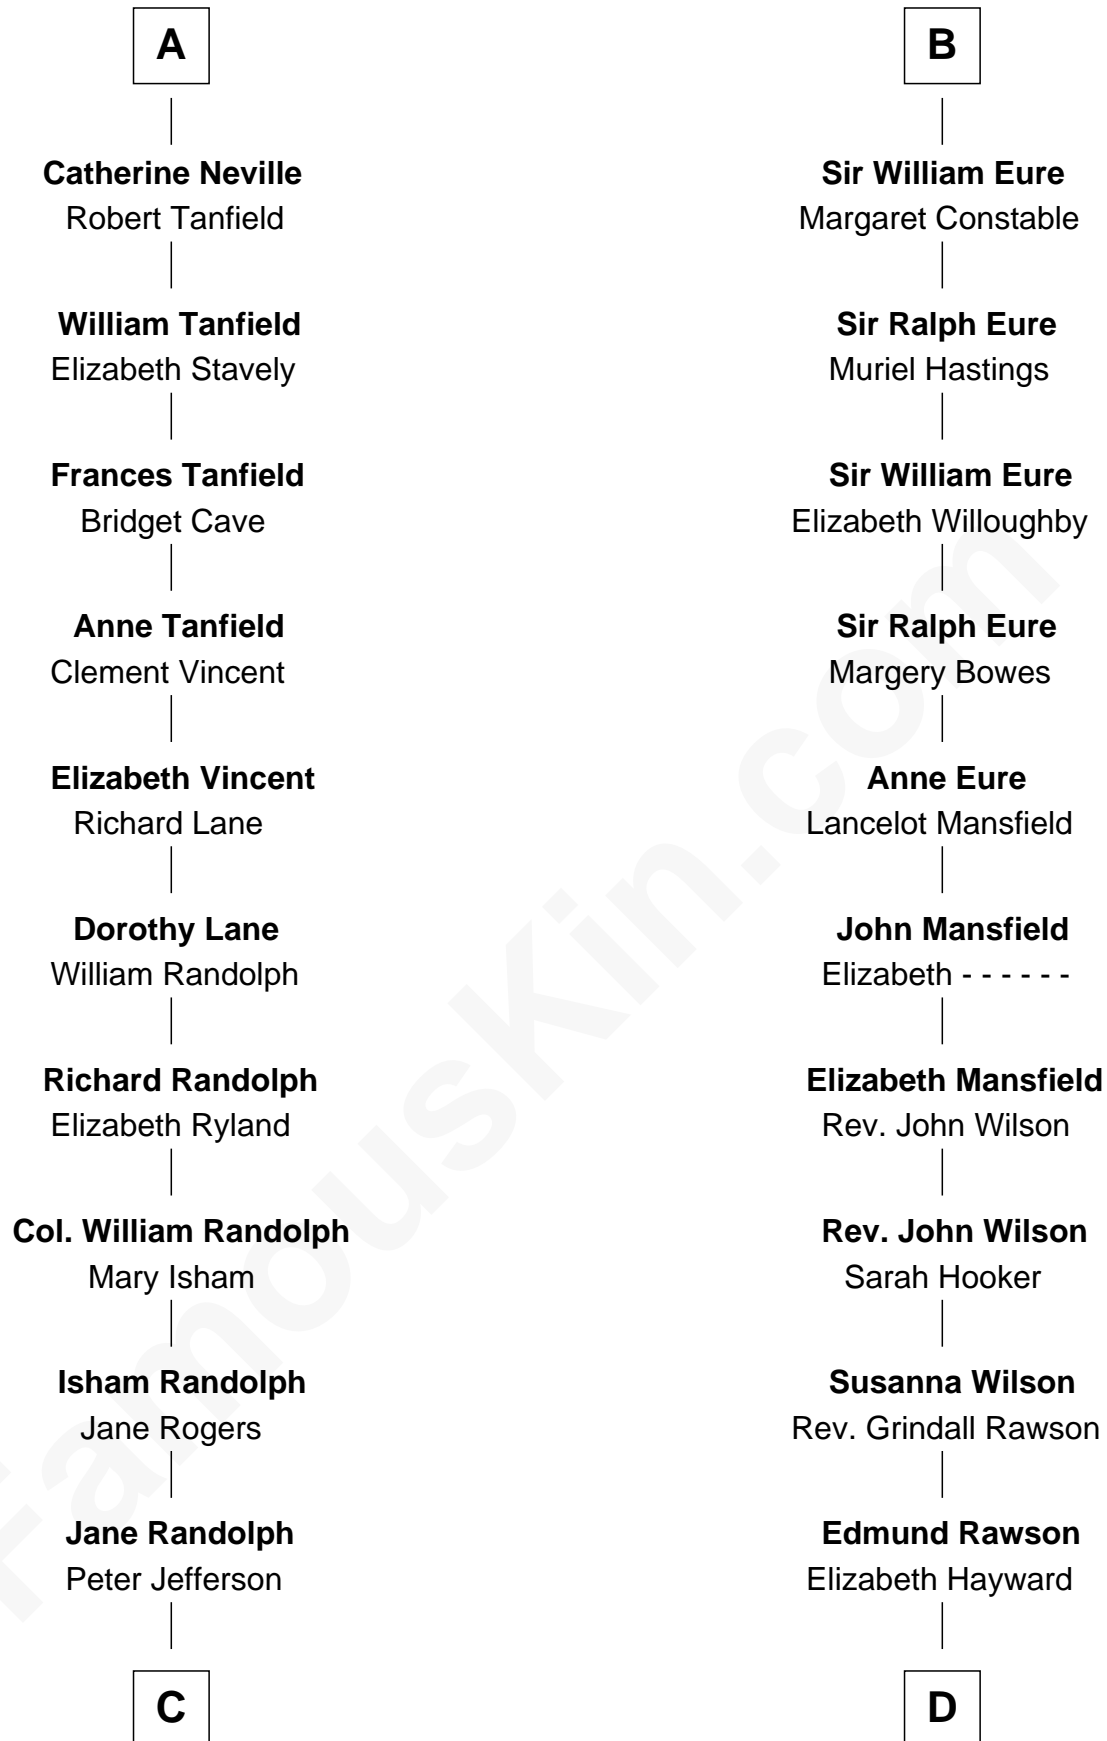 A
Catherine Neville
Robert Tanfield
William Tanfield
Elizabeth Stavely
Frances Tanfield
Bridget Cave
Anne Tanfield
Clement Vincent
Elizabeth Vincent
Richard Lane
Dorothy Lane
William Randolph
Richard Randolph
Elizabeth Ryland
Col. William Randolph
Mary Isham
Isham Randolph
Jane Rogers
Jane Randolph
Peter Jefferson
C
B
Sir William Eure
Margaret Constable
Sir Ralph Eure
Muriel Hastings
Sir William Eure
Elizabeth Willoughby
Sir Ralph Eure
Margery Bowes
Anne Eure
Lancelot Mansfield
John Mansfield
Elizabeth - - - - - -
Elizabeth Mansfield
Rev. John Wilson
Rev. John Wilson
Sarah Hooker
Susanna Wilson
Rev. Grindall Rawson
Edmund Rawson
Elizabeth Hayward
D
FamousKin.com